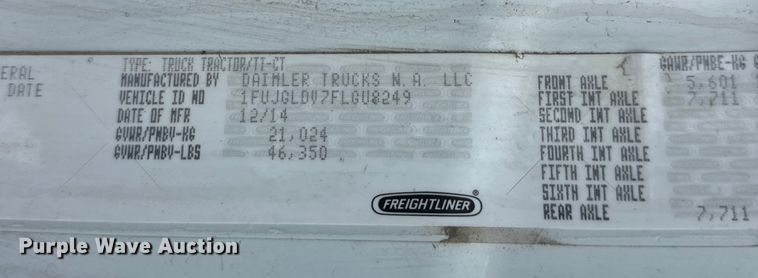 TYPE: TRUCK TRACTOR/TT-CT
ERAL
DATE
MANUFACTURED BY DAIMLER TRUCKS N.A. LLC
VEHICLE ID NO
DATE OF MFR 12/14
GVWR/PNBV-KG 21,024
GVWR/PNBV-LBS 46,350
GAWR/PNBE-KG G
FRONT AXLE 5,601
FIRST INT AXLE 7,711
SECOND INT AXLE
THIRD INT AXLE
FOURTH INT AXLE
FIFTH INT AXLE
SIXTH INT AXLE
REAR AXLE 7,711
FREIGHTLINER®
Purple Wave Auction